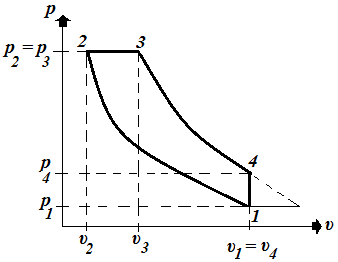 p
2 3
p2 = p3
4
p4
1
p1
v
v2 v3 v1 = v4